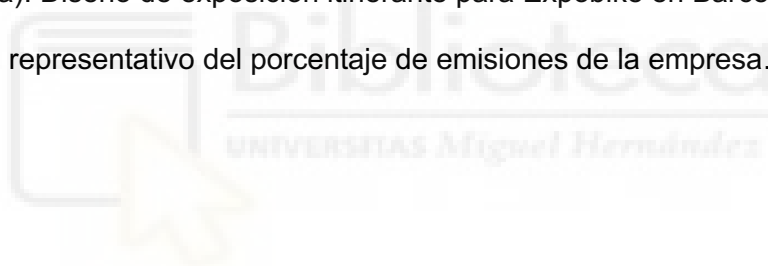 a). Diseño de exposición itinerante para Expobike en Barce
representativo del porcentaje de emisiones de la empresa.
Biblioteca
UNIVERSITAS Miguel Hernández